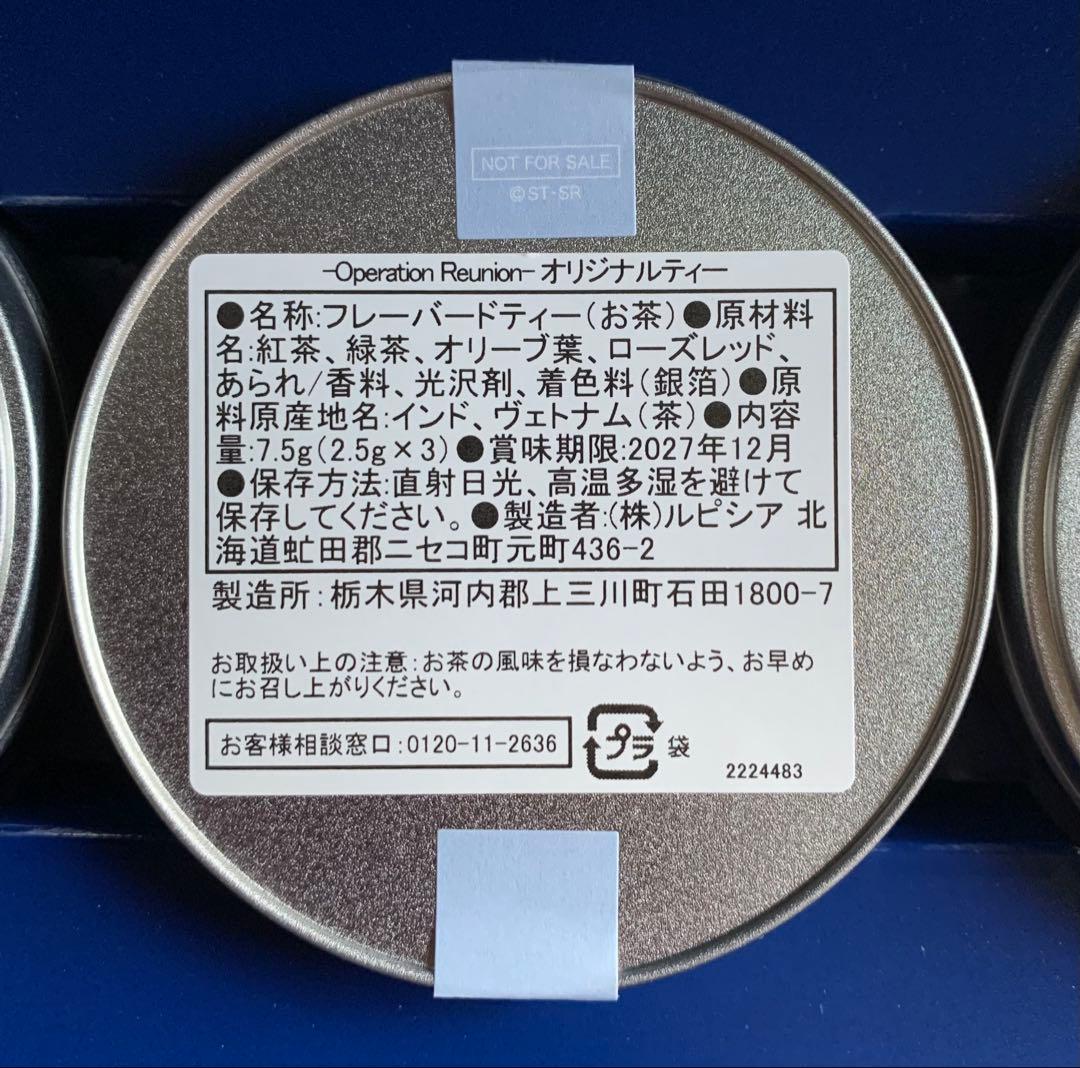 NOT FOR SALE
©ST-SR
-Operation Reunion- オリジナルティー
●名称:フレーバードティー(お茶)●原材料
名:紅茶、緑茶、オリーブ葉、ローズレッド、
あられ/香料、光沢剤、着色料(銀箔)●原
料原産地名:インド、ヴェトナム(茶)●内容
量:7.5g(2.5g×3)●賞味期限:2027年12月
●保存方法:直射日光、高温多湿を避けて
保存してください。●製造者:(株)ルピシア 北
海道虻田郡ニセコ町元町436-2
製造所:栃木県河内郡上三川町石田1800-7
お取扱い上の注意:お茶の風味を損なわないよう、お早め
にお召し上がりください。
お客様相談窓口:0120-11-2636
プラ 袋
2224483